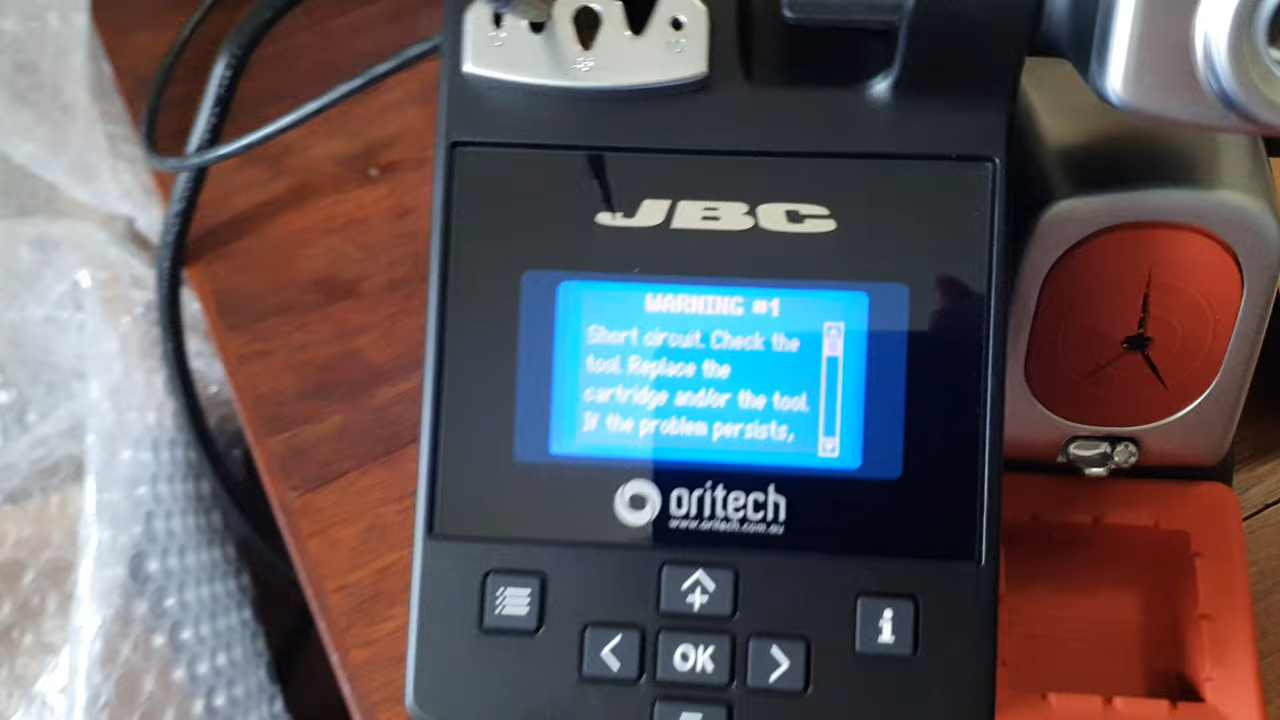 JBC
WARNING #1
Short circuit. Check the
tool. Replace the
cartridge and/or the tool.
If the problem persists,
oritech
www.oritech.com.au
OK
i